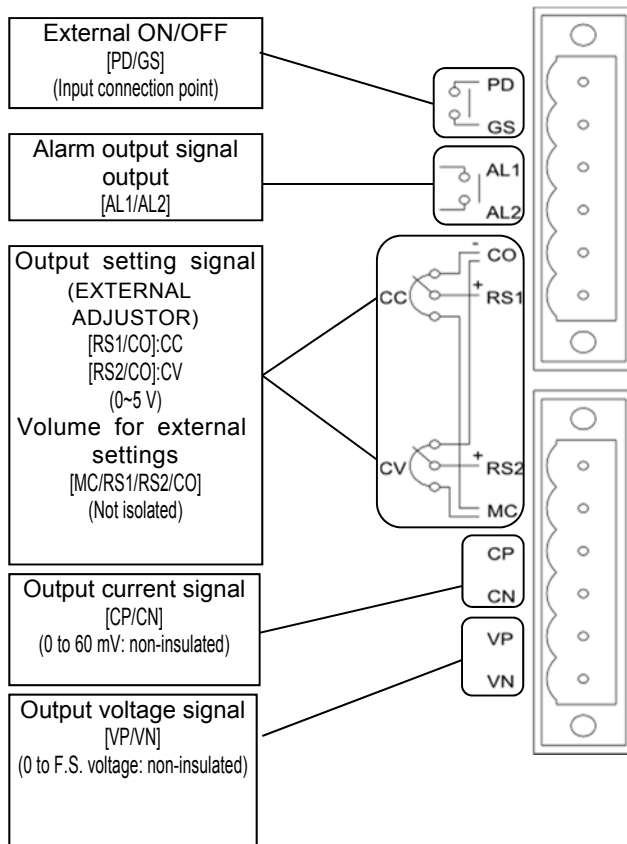 External ON/OFF
[PD/GS]
(Input connection point)
PD
GS
Alarm output signal
output
[AL1/AL2]
AL1
AL2
Output setting signal
(EXTERNAL
ADJUSTOR)
[RS1/CO]:CC
[RS2/CO]:CV
(0~5 V)
Volume for external
settings
[MC/RS1/RS2/CO]
(Not isolated)
- CO
CC
+ RS1
CV
+ RS2
MC
Output current signal
[CP/CN]
(0 to 60 mV: non-insulated)
CP
CN
Output voltage signal
[VP/VN]
(0 to F.S. voltage: non-insulated)
VP
VN